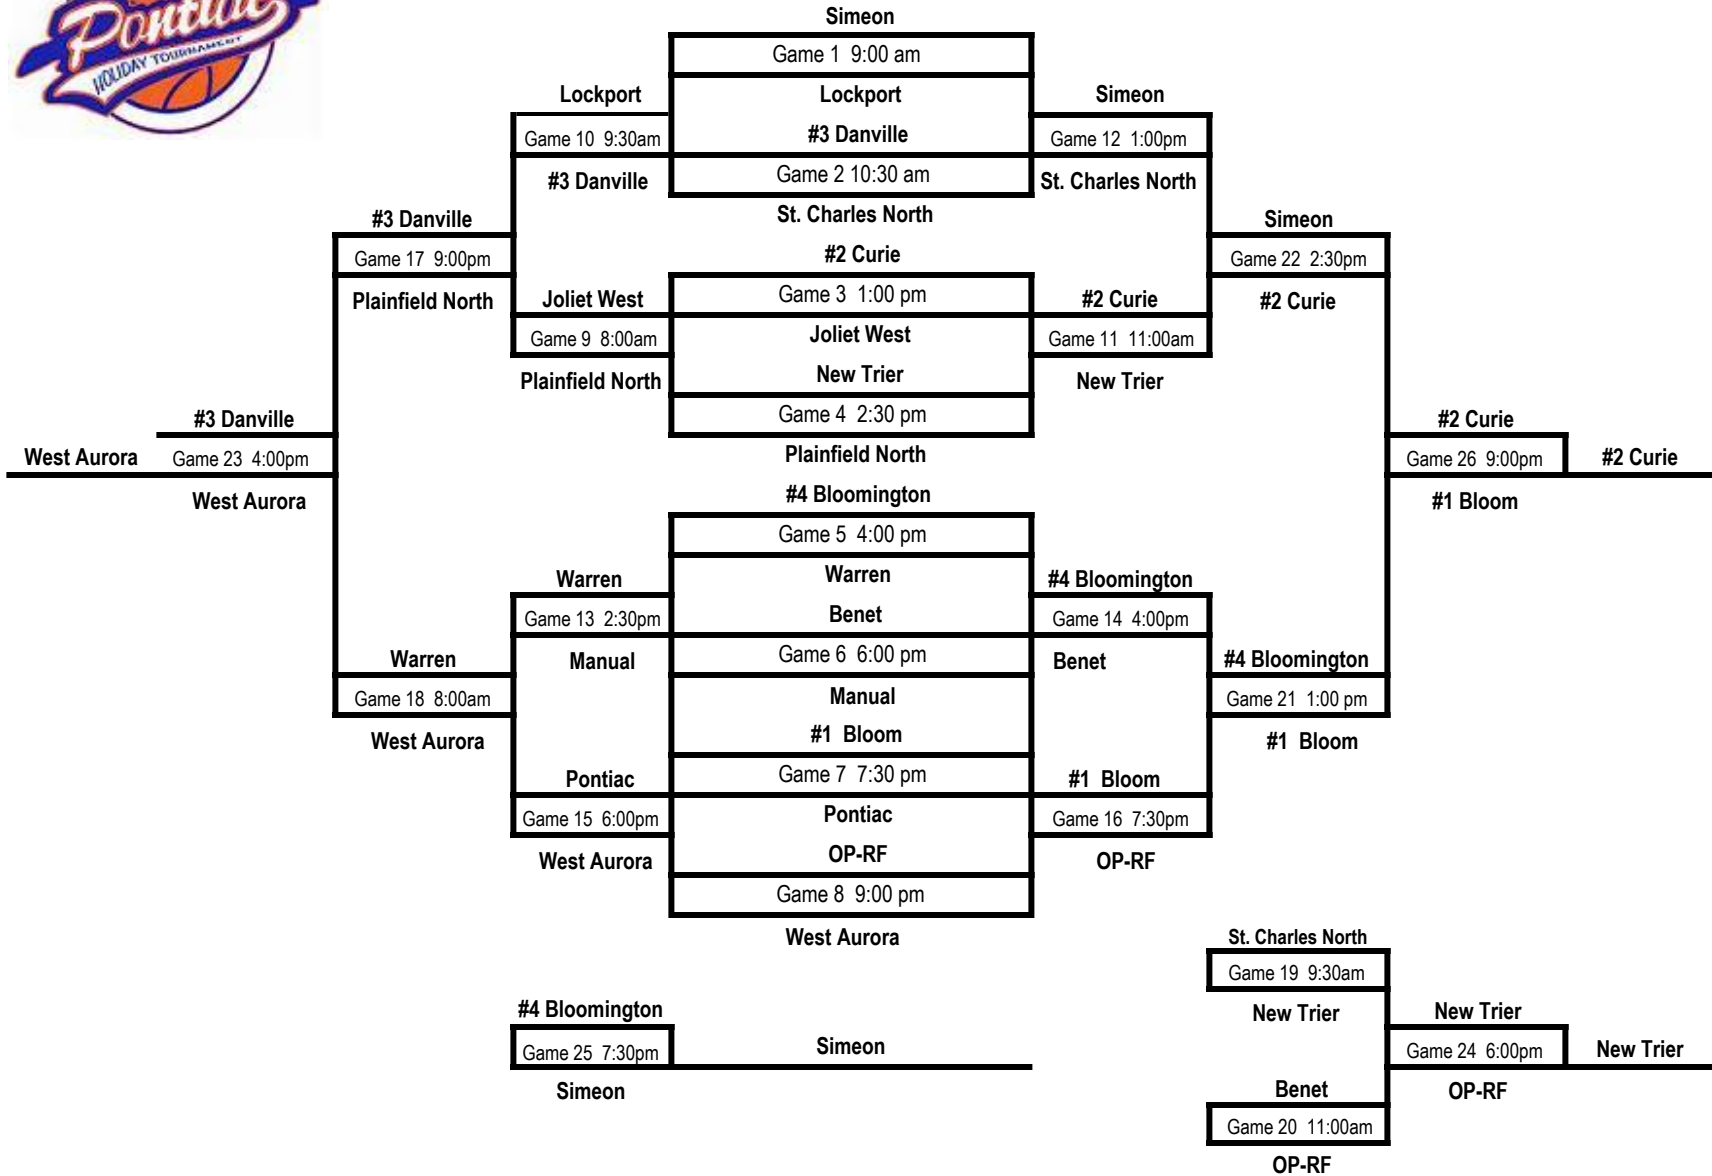 Pontiac
HOLIDAY TOURNAMENT
Simeon
Game 1 9:00 am
Lockport
Lockport
Simeon
Game 10 9:30am
#3 Danville
Game 12 1:00pm
#3 Danville
Game 2 10:30 am
St. Charles North
#3 Danville
St. Charles North
Simeon
Game 17 9:00pm
#2 Curie
Game 22 2:30pm
Plainfield North
Joliet West
Game 3 1:00 pm
#2 Curie
#2 Curie
Game 9 8:00am
Joliet West
Game 11 11:00am
Plainfield North
New Trier
New Trier
#3 Danville
Game 4 2:30 pm
#2 Curie
West Aurora
Game 23 4:00pm
Plainfield North
Game 26 9:00pm
#2 Curie
West Aurora
#4 Bloomington
#1 Bloom
Game 5 4:00 pm
Warren
Warren
#4 Bloomington
Game 13 2:30pm
Benet
Game 14 4:00pm
Warren
Manual
Game 6 6:00 pm
Benet
#4 Bloomington
Game 18 8:00am
Manual
Game 21 1:00 pm
West Aurora
#1 Bloom
#1 Bloom
Pontiac
Game 7 7:30 pm
#1 Bloom
Game 15 6:00pm
Pontiac
Game 16 7:30pm
West Aurora
OP-RF
OP-RF
Game 8 9:00 pm
West Aurora
St. Charles North
Game 19 9:30am
#4 Bloomington
New Trier
New Trier
Game 25 7:30pm
Simeon
Game 24 6:00pm
New Trier
Simeon
Benet
OP-RF
Game 20 11:00am
OP-RF